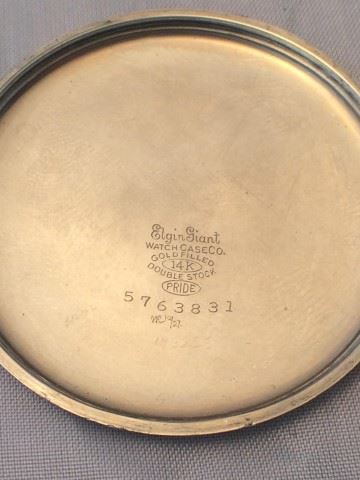 Elgin Giant
WATCH CASE CO.
GOLD FILLED
14K
DOUBLE STOCK
PRIDE
5763831